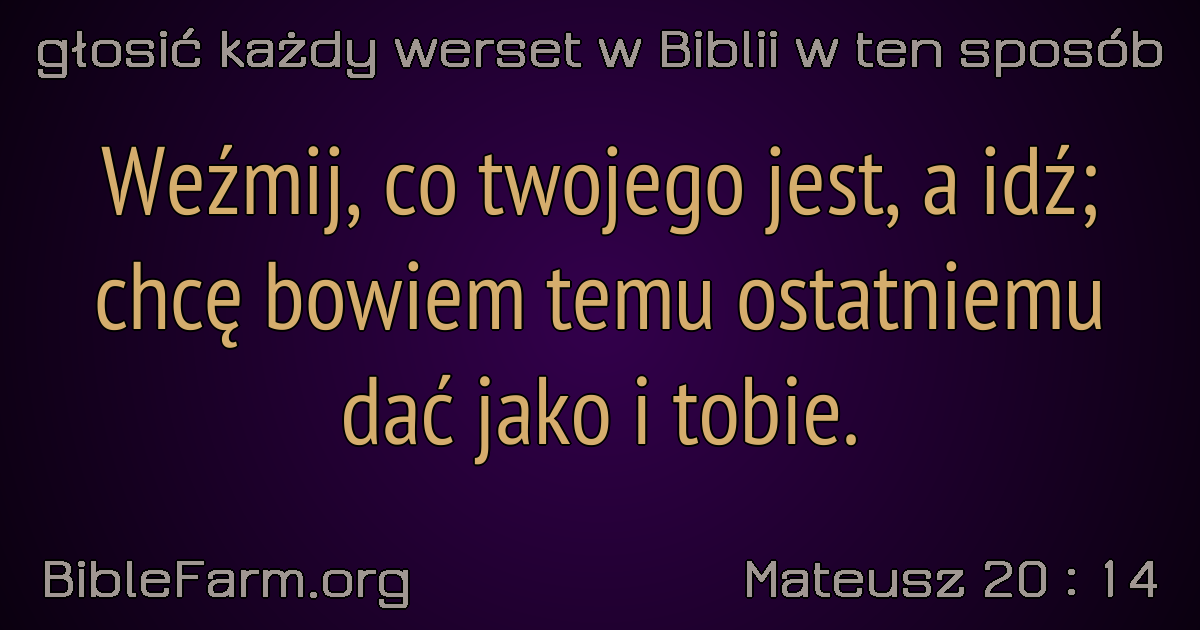 głosić każdy werset w Biblii w ten sposób
Weźmij, co twojego jest, a idź;
chcę bowiem temu ostatniemu
dać jako i tobie.
BibleFarm.org
Mateusz 20 : 14